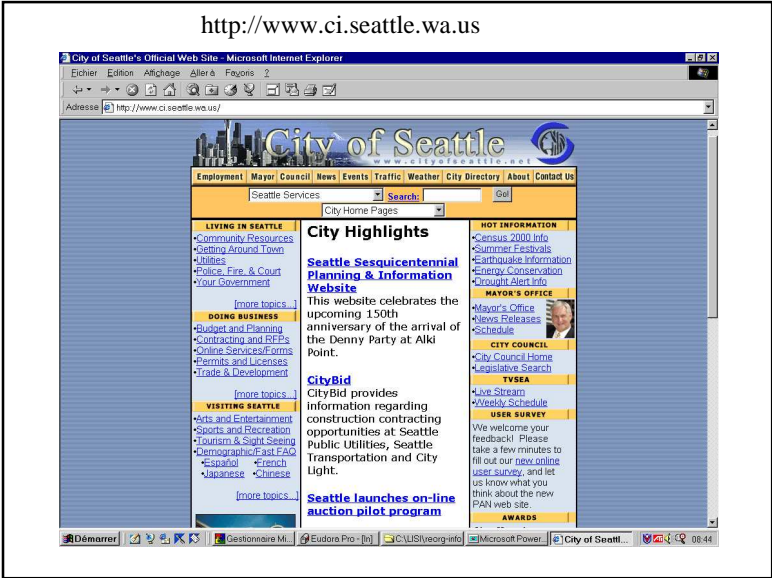 http://www.ci.seattle.wa.us
City of Seattle's Official Web Site - Microsoft Internet Explorer
Eichier Edition Affichage Aller à Favoris ?
Adresse http://www.ci.seattle.wa.us/
City of Seattle
www.cityofseattle.net
Employment Mayor Council News Events Traffic Weather City Directory About Contact Us
Seattle Services Search: Go!
City Home Pages
LIVING IN SEATTLE
•Community Resources
•Getting Around Town
•Utilities
•Police, Fire, & Court
•Your Government
[more topics...]
DOING BUSINESS
•Budget and Planning
•Contracting and RFPs
•Online Services/Forms
•Permits and Licenses
•Trade & Development
[more topics...]
VISITING SEATTLE
•Arts and Entertainment
•Sports and Recreation
•Tourism & Sight Seeing
•Demographic/Fast FAQ
•Español •French
•Japanese •Chinese
[more topics...]
City Highlights
Seattle Sesquicentennial
Planning & Information
Website
This website celebrates the
upcoming 150th
anniversary of the arrival of
the Denny Party at Alki
Point.
CityBid
CityBid provides
information regarding
construction contracting
opportunities at Seattle
Public Utilities, Seattle
Transportation and City
Light.
Seattle launches on-line
auction pilot program
HOT INFORMATION
•Census 2000 Info
•Summer Festivals
•Earthquake Information
•Energy Conservation
•Drought Alert Info
MAYOR'S OFFICE
•Mayor's Office
•News Releases
•Schedule
CITY COUNCIL
•City Council Home
•Legislative Search
TVSEA
•Live Stream
•Weekly Schedule
USER SURVEY
We welcome your
feedback! Please
take a few minutes to
fill out our new online
user survey, and let
us know what you
think about the new
PAN web site.
AWARDS
Démarrer Gestionnaire Mi... Eudora Pro - [In] C:\LISI\reorg-info Microsoft Power... City of Seattl... 08:44